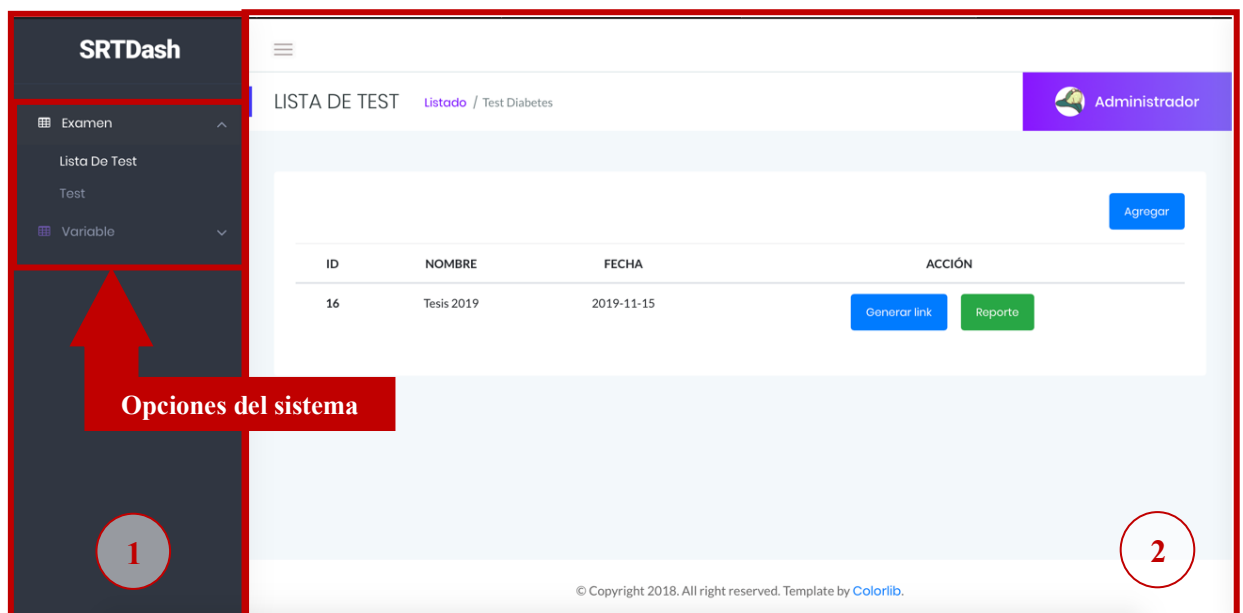 SRTDash
Examen
Lista De Test
Test
Variable
Opciones del sistema
1
LISTA DE TEST Listado / Test Diabetes
Administrador
Agregar
ID NOMBRE FECHA ACCIÓN
16 Tesis 2019 2019-11-15 Generar link Reporte
2
© Copyright 2018. All right reserved. Template by Colorlib.